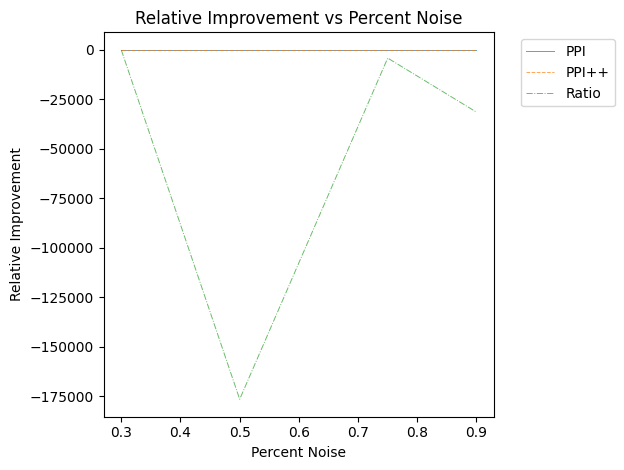 Relative Improvement vs Percent Noise
PPI
PPI++
Ratio
Relative Improvement
0
−25000
−50000
−75000
−100000
−125000
−150000
−175000
0.3 0.4 0.5 0.6 0.7 0.8 0.9
Percent Noise